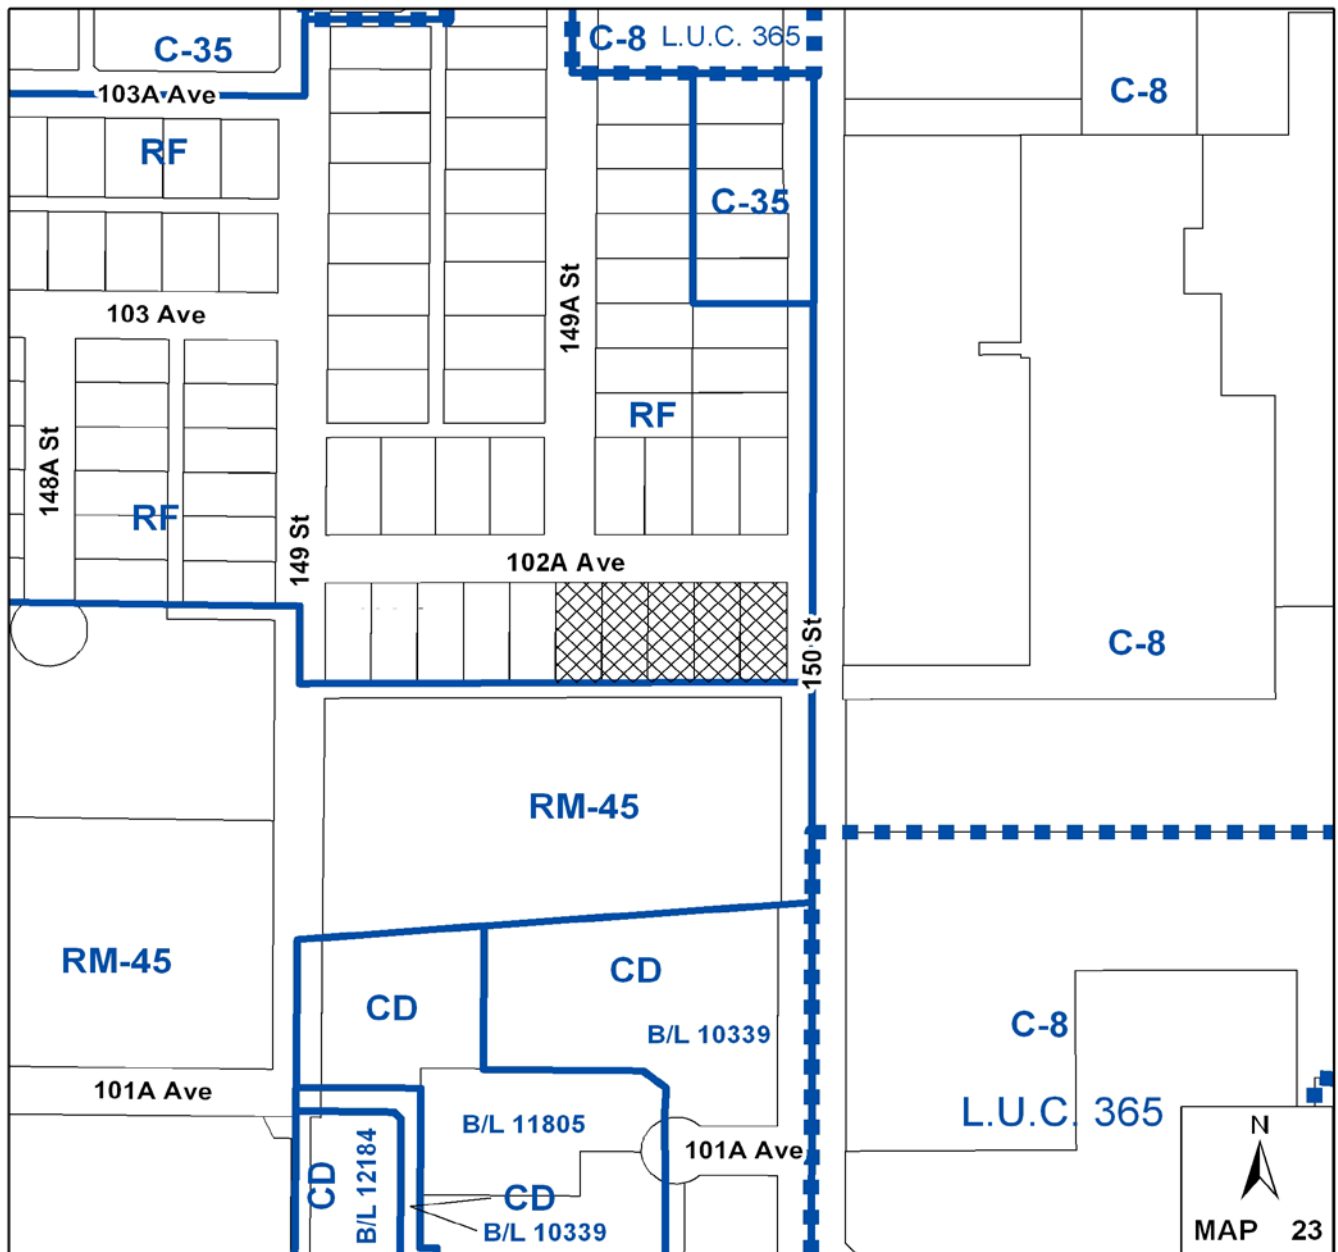 C-8 L.U.C. 365
C-35
103A Ave
C-8
RF
C-35
149A St
103 Ave
RF
148A St
RF
149 St
102A Ave
150 St
C-8
RM-45
RM-45
CD
CD
C-8
B/L 10339
101A Ave
L.U.C. 365
B/L 11805
N
101A Ave
CD
B/L 12184
CD
B/L 10339
MAP 23